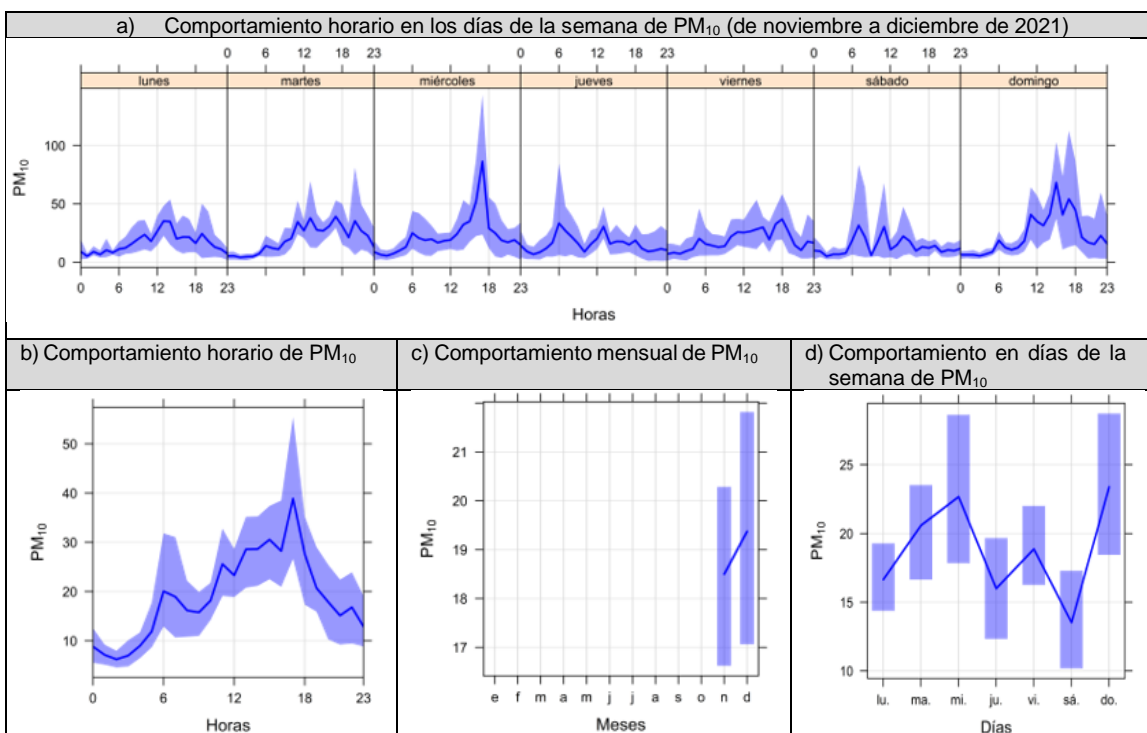 a) Comportamiento horario en los días de la semana de PM₁₀ (de noviembre a diciembre de 2021)
0 6 12 18 23 0 6 12 18 23 0 6 12 18 23
lunes martes miércoles jueves viernes sábado domingo
100
50
0
PM₁₀
0 6 12 18 23 0 6 12 18 23 0 6 12 18 23 0 6 12 18 23
Horas
b) Comportamiento horario de PM₁₀
50
40
30
20
10
PM₁₀
0 6 12 18 23
Horas
c) Comportamiento mensual de PM₁₀
21
20
19
18
17
PM₁₀
e f m a m j j a s o n d
Meses
d) Comportamiento en días de la
semana de PM₁₀
25
20
15
10
PM₁₀
lu. ma. mi. ju. vi. sá. do.
Días